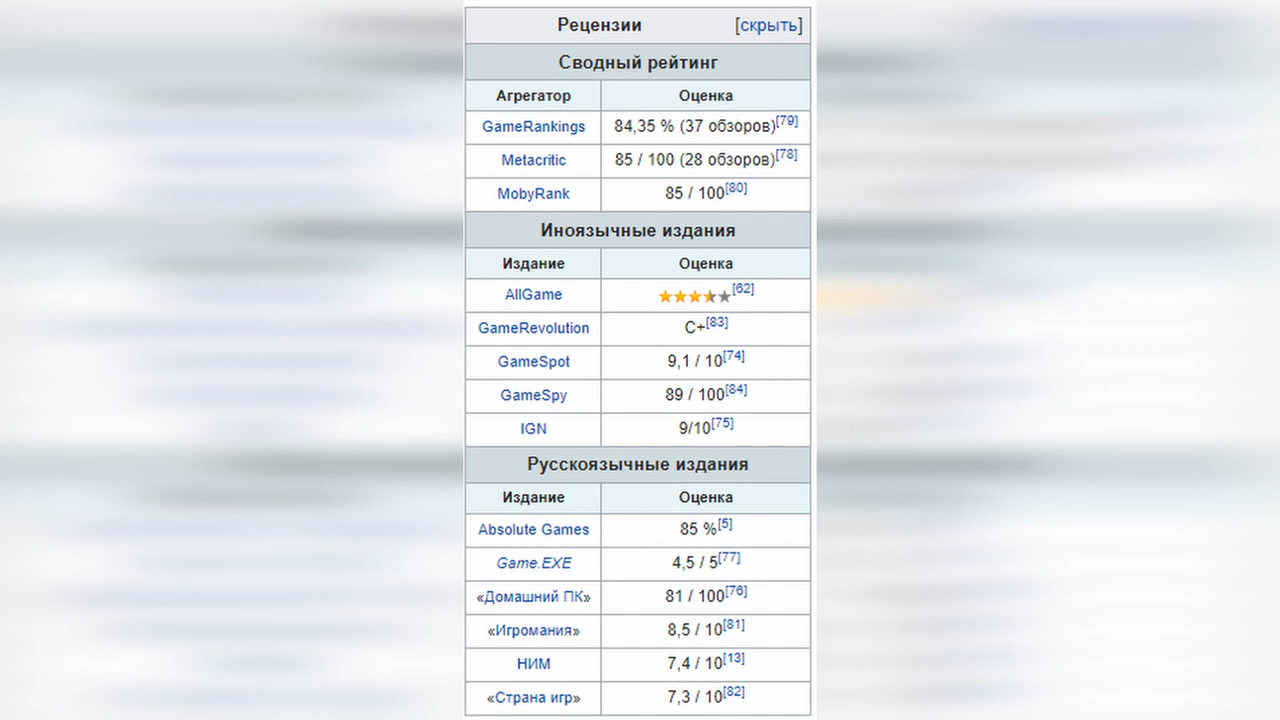 Рецензии [скрыть]
Сводный рейтинг
Агрегатор Оценка
GameRankings 84,35 % (37 обзоров)[79]
Metacritic 85 / 100 (28 обзоров)[78]
MobyRank 85 / 100[80]
Иноязычные издания
Издание Оценка
AllGame [62]
GameRevolution C+[83]
GameSpot 9,1 / 10[74]
GameSpy 89 / 100[84]
IGN 9/10[75]
Русскоязычные издания
Издание Оценка
Absolute Games 85 %[5]
Game.EXE 4,5 / 5[77]
«Домашний ПК» 81 / 100[76]
«Игромания» 8,5 / 10[81]
НИМ 7,4 / 10[13]
«Страна игр» 7,3 / 10[82]